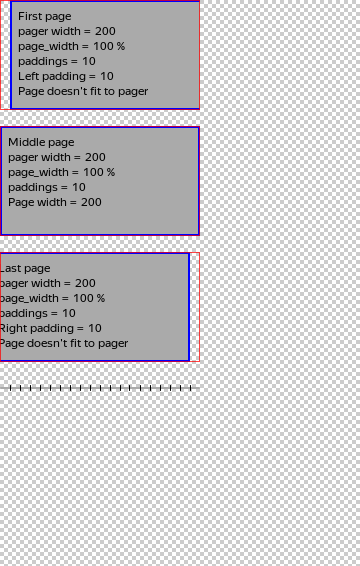 First page
pager width = 200
page_width = 100 %
paddings = 10
Left padding = 10
Page doesn't fit to pager
Middle page
pager width = 200
page_width = 100 %
paddings = 10
Page width = 200
Last page
pager width = 200
page_width = 100 %
paddings = 10
Right padding = 10
Page doesn't fit to pager